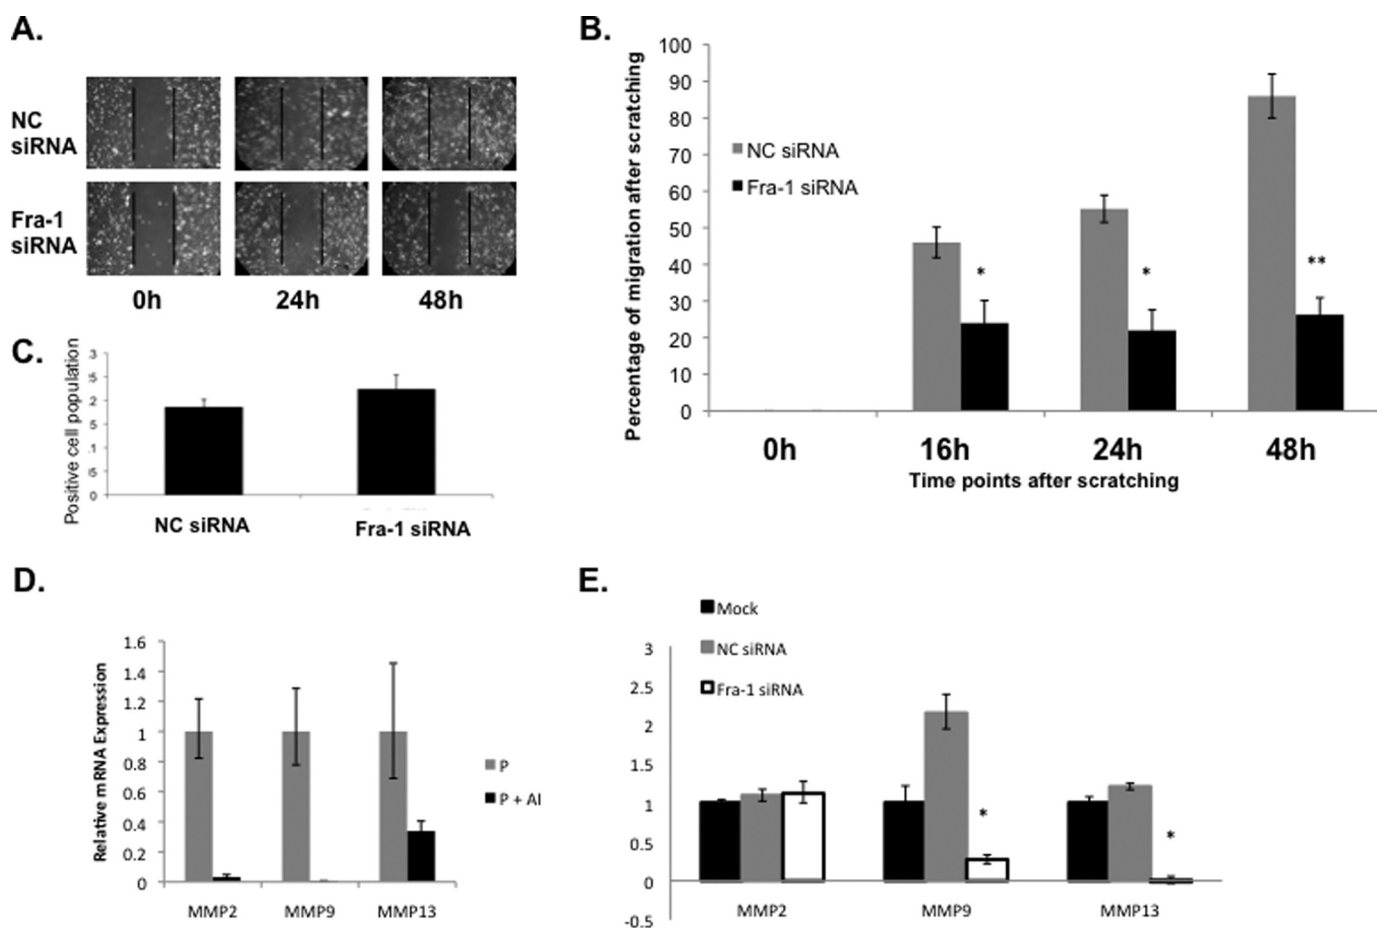 A.
NC
siRNA
Fra-1
siRNA
0h
24h
48h
B.
Percentage of migration after scratching
100
90
80
70
60
50
40
30
20
10
0
NC siRNA
Fra-1 siRNA
*
*
**
0h
16h
24h
48h
Time points after scratching
C.
Positive cell population
.3
.2
.1
0
NC siRNA
Fra-1 siRNA
D.
Relative mRNA Expression
1.6
1.4
1.2
1
0.8
0.6
0.4
0.2
0
P
P + AI
MMP2
MMP9
MMP13
E.
Mock
NC siRNA
Fra-1 siRNA
3
2.5
2
1.5
1
0.5
0
-0.5
*
*
MMP2
MMP9
MMP13